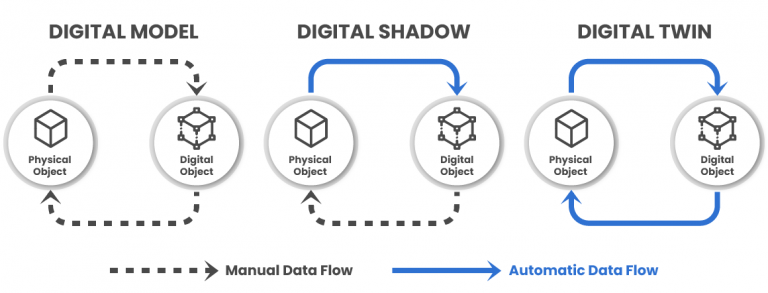 DIGITAL MODEL
DIGITAL SHADOW
DIGITAL TWIN
Physical
Object
Digital
Object
Physical
Object
Digital
Object
Physical
Object
Digital
Object
Manual Data Flow
Automatic Data Flow